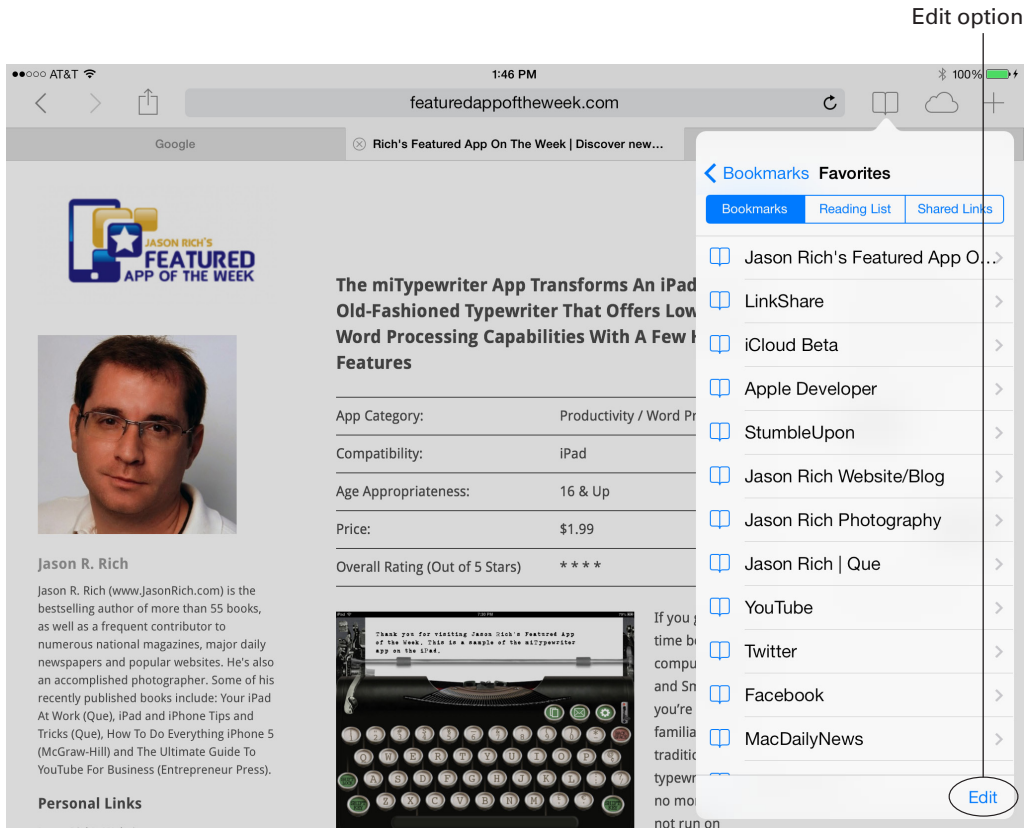 Edit option
AT&T
1:46 PM
100%
featuredappoftheweek.com
Google
Rich's Featured App On The Week | Discover new…
Bookmarks Favorites
Bookmarks Reading List Shared Links
Jason Rich's Featured App O…
LinkShare
iCloud Beta
Apple Developer
StumbleUpon
Jason Rich Website/Blog
Jason Rich Photography
Jason Rich | Que
YouTube
Twitter
Facebook
MacDailyNews
Edit
JASON RICH'S
FEATURED
APP OF THE WEEK
Jason R. Rich
Jason R. Rich (www.JasonRich.com) is the
bestselling author of more than 55 books,
as well as a frequent contributor to
numerous national magazines, major daily
newspapers and popular websites. He's also
an accomplished photographer. Some of his
recently published books include: Your iPad
At Work (Que), iPad and iPhone Tips and
Tricks (Que), How To Do Everything iPhone 5
(McGraw-Hill) and The Ultimate Guide To
YouTube For Business (Entrepreneur Press).
Personal Links
The miTypewriter App Transforms An iPad
Old-Fashioned Typewriter That Offers Low
Word Processing Capabilities With A Few
Features
App Category: Productivity / Word Pr
Compatibility: iPad
Age Appropriateness: 16 & Up
Price: $1.99
Overall Rating (Out of 5 Stars) * * * *
iPad 7:30 PM
Thank you for visiting Jason Rich's Featured App
of the Week. This is a sample of the miTypewriter
app on the iPad.
Q W E R T Y U I O P
A S D F G H J K L
Z X C V B N M
If you
time b
compu
and Sm
you're
familia
traditio
typewr
no mo
not run on